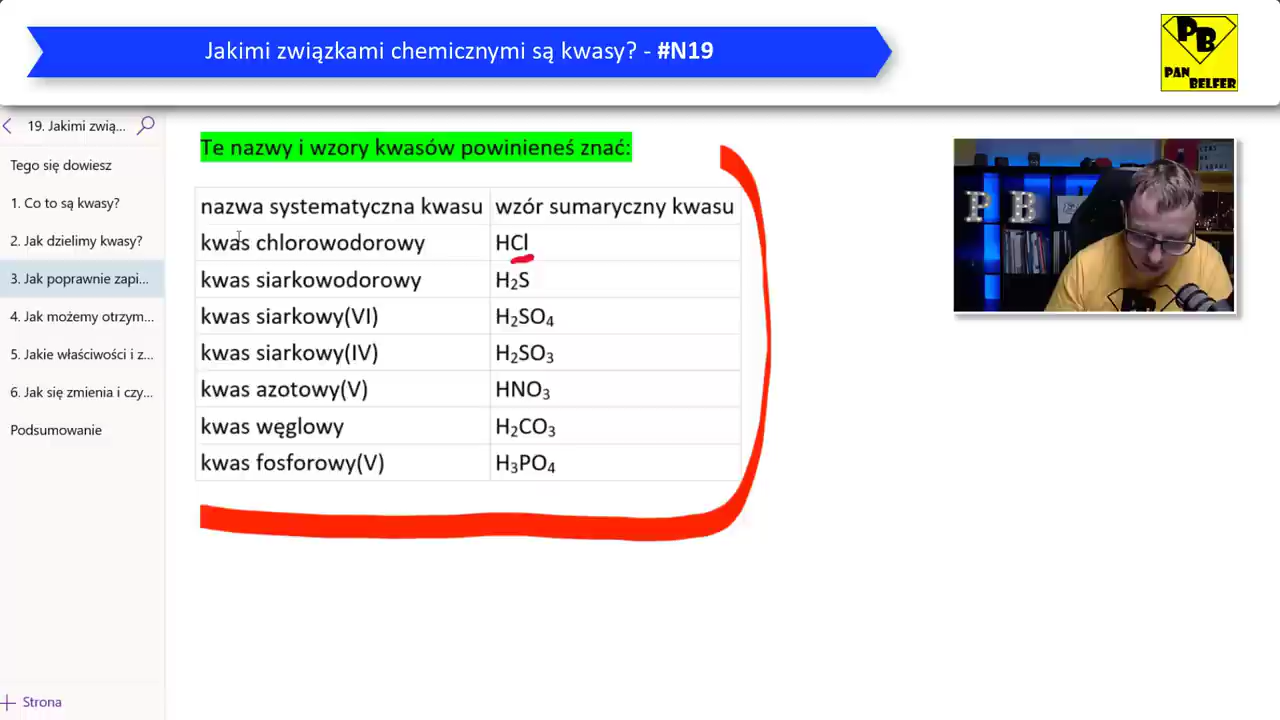 Jakimi związkami chemicznymi są kwasy? - #N19
PB
PAN
BELFER
19. Jakimi zwią...
Tego się dowiesz
1. Co to są kwasy?
2. Jak dzielimy kwasy?
3. Jak poprawnie zapi...
4. Jak możemy otrzym...
5. Jakie właściwości i z...
6. Jak się zmienia i czy...
Podsumowanie
Strona
Te nazwy i wzory kwasów powinieneś znać:
nazwa systematyczna kwasu wzór sumaryczny kwasu
kwas chlorowodorowy HCl
kwas siarkowodorowy H₂S
kwas siarkowy(VI) H₂SO₄
kwas siarkowy(IV) H₂SO₃
kwas azotowy(V) HNO₃
kwas węglowy H₂CO₃
kwas fosforowy(V) H₃PO₄
P B